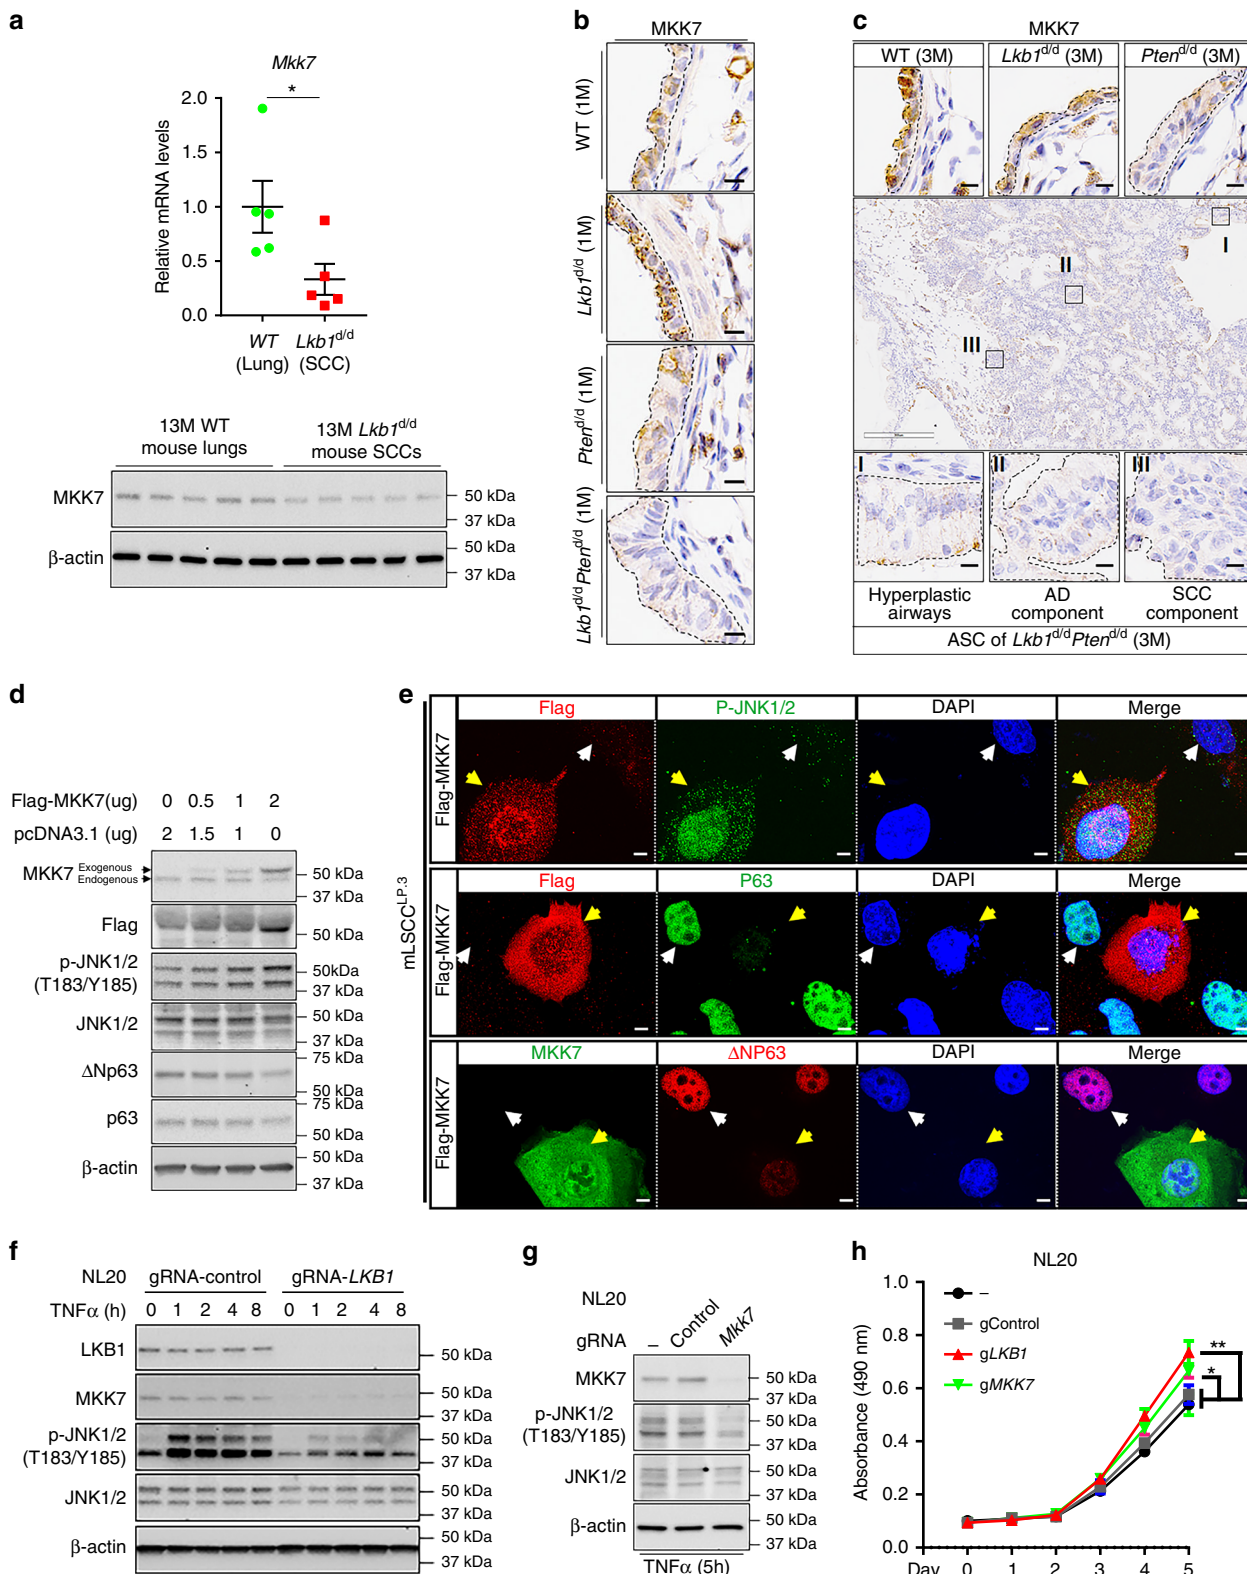 a
Mkk7
*
Relative mRNA levels
2.0
1.5
1.0
0.5
0.0
WT (Lung)
Lkb1d/d (SCC)
13M WT mouse lungs
13M Lkb1d/d mouse SCCs
MKK7
50 kDa
37 kDa
β-actin
50 kDa
37 kDa
b
MKK7
WT (1M)
Lkb1d/d (1M)
Ptend/d (1M)
Lkb1d/dPtend/d (1M)
c
MKK7
WT (3M)
Lkb1d/d (3M)
Ptend/d (3M)
I
II
III
I
II
III
Hyperplastic airways
AD component
SCC component
ASC of Lkb1d/dPtend/d (3M)
d
Flag-MKK7(ug) 0 0.5 1 2
pcDNA3.1 (ug) 2 1.5 1 0
MKK7
Exogenous
Endogenous
50 kDa
37 kDa
Flag
50 kDa
p-JNK1/2 (T183/Y185)
50kDa
37 kDa
JNK1/2
50 kDa
37 kDa
ΔNp63
75 kDa
50 kDa
p63
75 kDa
50 kDa
β-actin
50 kDa
37 kDa
e
mLSCCLP.3
Flag-MKK7
Flag
P-JNK1/2
DAPI
Merge
Flag-MKK7
Flag
P63
DAPI
Merge
Flag-MKK7
MKK7
ΔNP63
DAPI
Merge
f
NL20 gRNA-control gRNA-LKB1
TNFα (h) 0 1 2 4 8 0 1 2 4 8
LKB1
50 kDa
MKK7
50 kDa
37 kDa
p-JNK1/2 (T183/Y185)
50 kDa
37 kDa
JNK1/2
50 kDa
37 kDa
β-actin
50 kDa
37 kDa
g
NL20
gRNA – Control Mkk7
MKK7
50 kDa
37 kDa
p-JNK1/2 (T183/Y185)
50 kDa
37 kDa
JNK1/2
50 kDa
37 kDa
β-actin
50 kDa
37 kDa
TNFα (5h)
h
NL20
Absorbance (490 nm)
1.0
0.8
0.6
0.4
0.2
0.0
–
gControl
gLKB1
gMKK7
**
*
Day 0 1 2 3 4 5